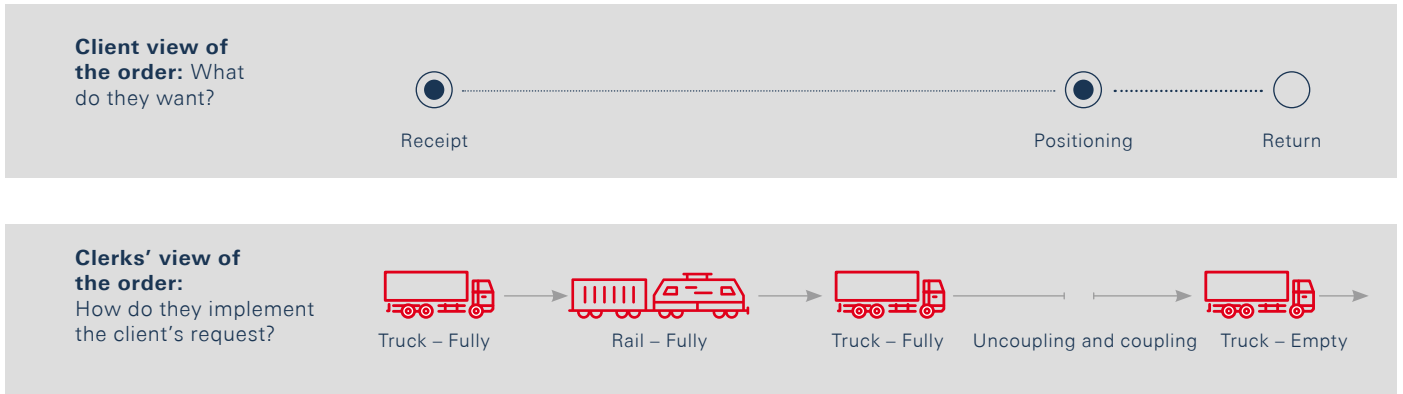 Client view of
the order: What
do they want?
Receipt
Positioning
Return
Clerks’ view of
the order:
How do they implement
the client’s request?
Truck – Fully
Rail – Fully
Truck – Fully
Uncoupling and coupling
Truck – Empty